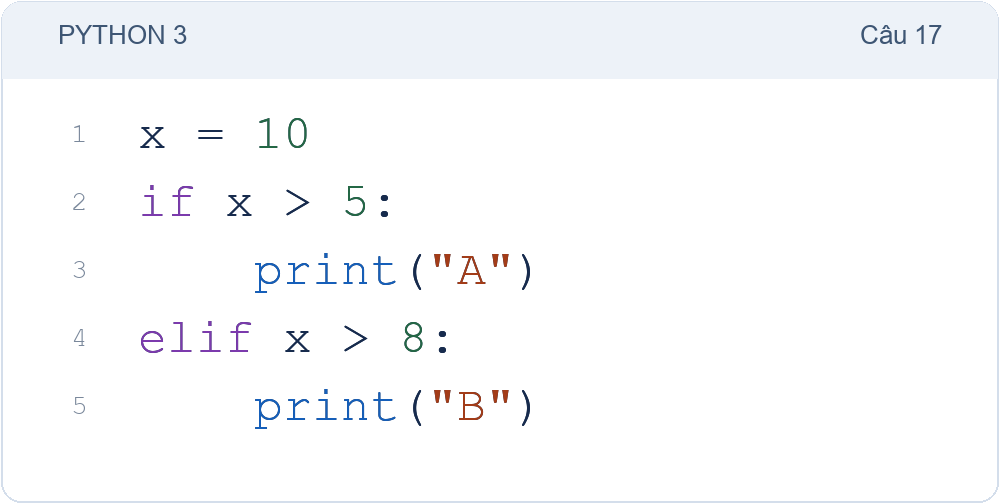 PYTHON 3 Câu 17
1 x = 10
2 if x > 5:
3     print("A")
4 elif x > 8:
5     print("B")